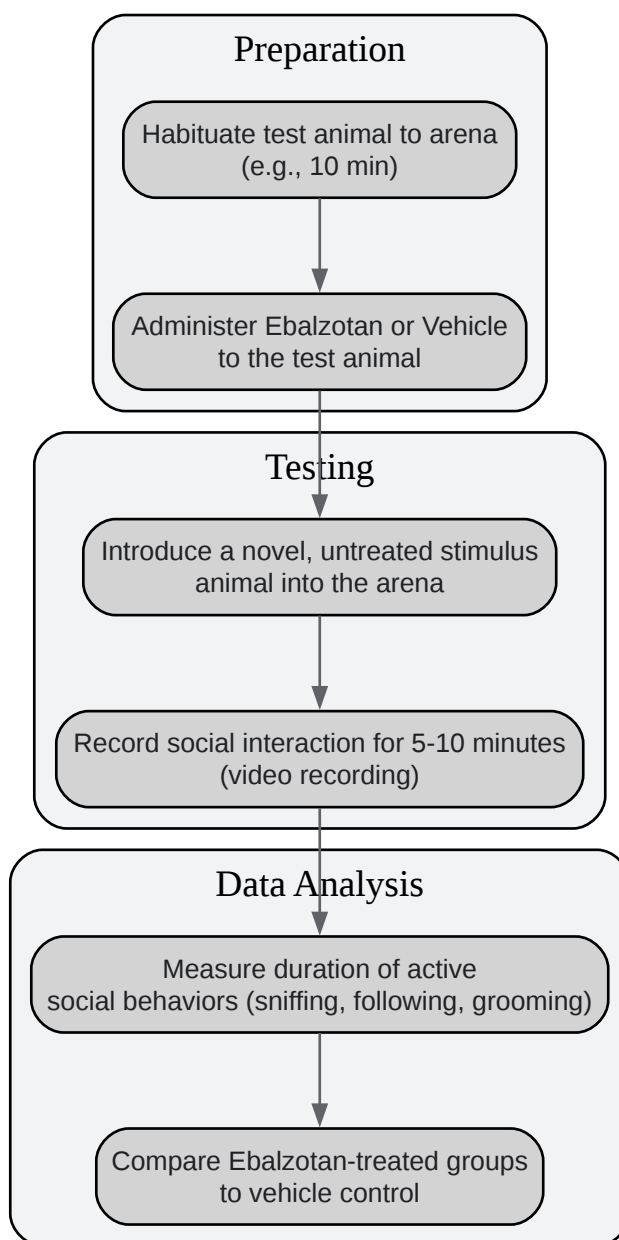 Preparation
Habituate test animal to arena
(e.g., 10 min)
Administer Ebalzotan or Vehicle
to the test animal
Testing
Introduce a novel, untreated stimulus
animal into the arena
Record social interaction for 5-10 minutes
(video recording)
Data Analysis
Measure duration of active
social behaviors (sniffing, following, grooming)
Compare Ebalzotan-treated groups
to vehicle control